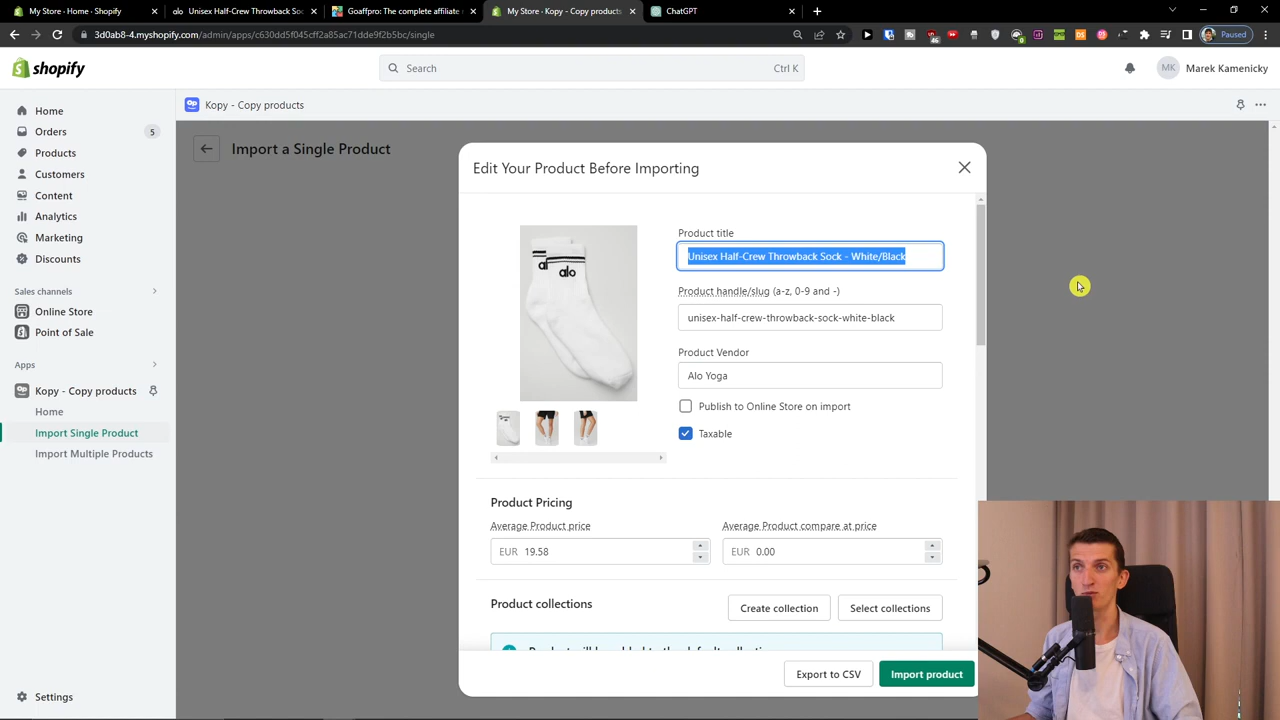 My Store · Home · Shopify
Unisex Half-Crew Throwback So
Goaffpro: The complete affiliate
My Store · Kopy - Copy products
ChatGPT
3d0ab8-4.myshopify.com/admin/apps/c630dd5f045cff2a85ac71dde9f2bc5bc/single
46
Paused
shopify
Search
Ctrl K
MK
Marek Kamenicky
Home
Orders
5
Products
Customers
Content
Analytics
Marketing
Discounts
Sales channels
Online Store
Point of Sale
Apps
Kopy - Copy products
Home
Import Single Product
Import Multiple Products
Settings
Kopy - Copy products
Import a Single Product
Edit Your Product Before Importing
alo
Product title
Unisex Half-Crew Throwback Sock - White/Black
Product handle/slug (a-z, 0-9 and -)
unisex-half-crew-throwback-sock-white-black
Product Vendor
Alo Yoga
Publish to Online Store on import
Taxable
Product Pricing
Average Product price
Average Product compare at price
EUR 19.58
EUR 0.00
Product collections
Create collection
Select collections
Export to CSV
Import product